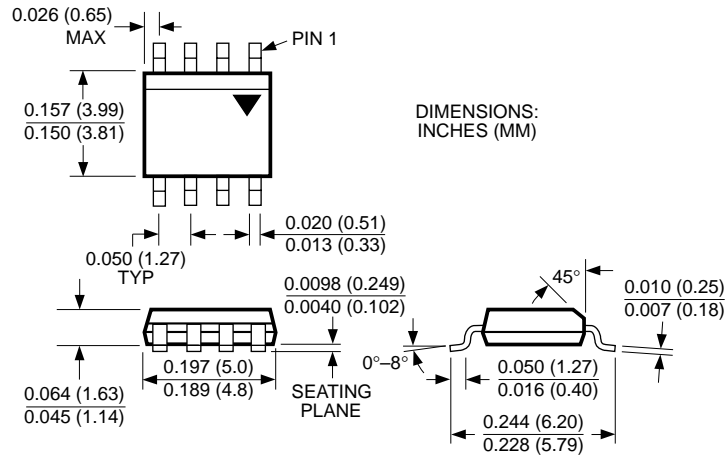 0.026 (0.65)
MAX
PIN 1
0.157 (3.99)
0.150 (3.81)
DIMENSIONS:
INCHES (MM)
0.020 (0.51)
0.013 (0.33)
0.050 (1.27)
TYP
0.0098 (0.249)
0.0040 (0.102)
45°
0.010 (0.25)
0.007 (0.18)
0°–8°
0.197 (5.0)
0.189 (4.8)
SEATING
PLANE
0.050 (1.27)
0.016 (0.40)
0.064 (1.63)
0.045 (1.14)
0.244 (6.20)
0.228 (5.79)